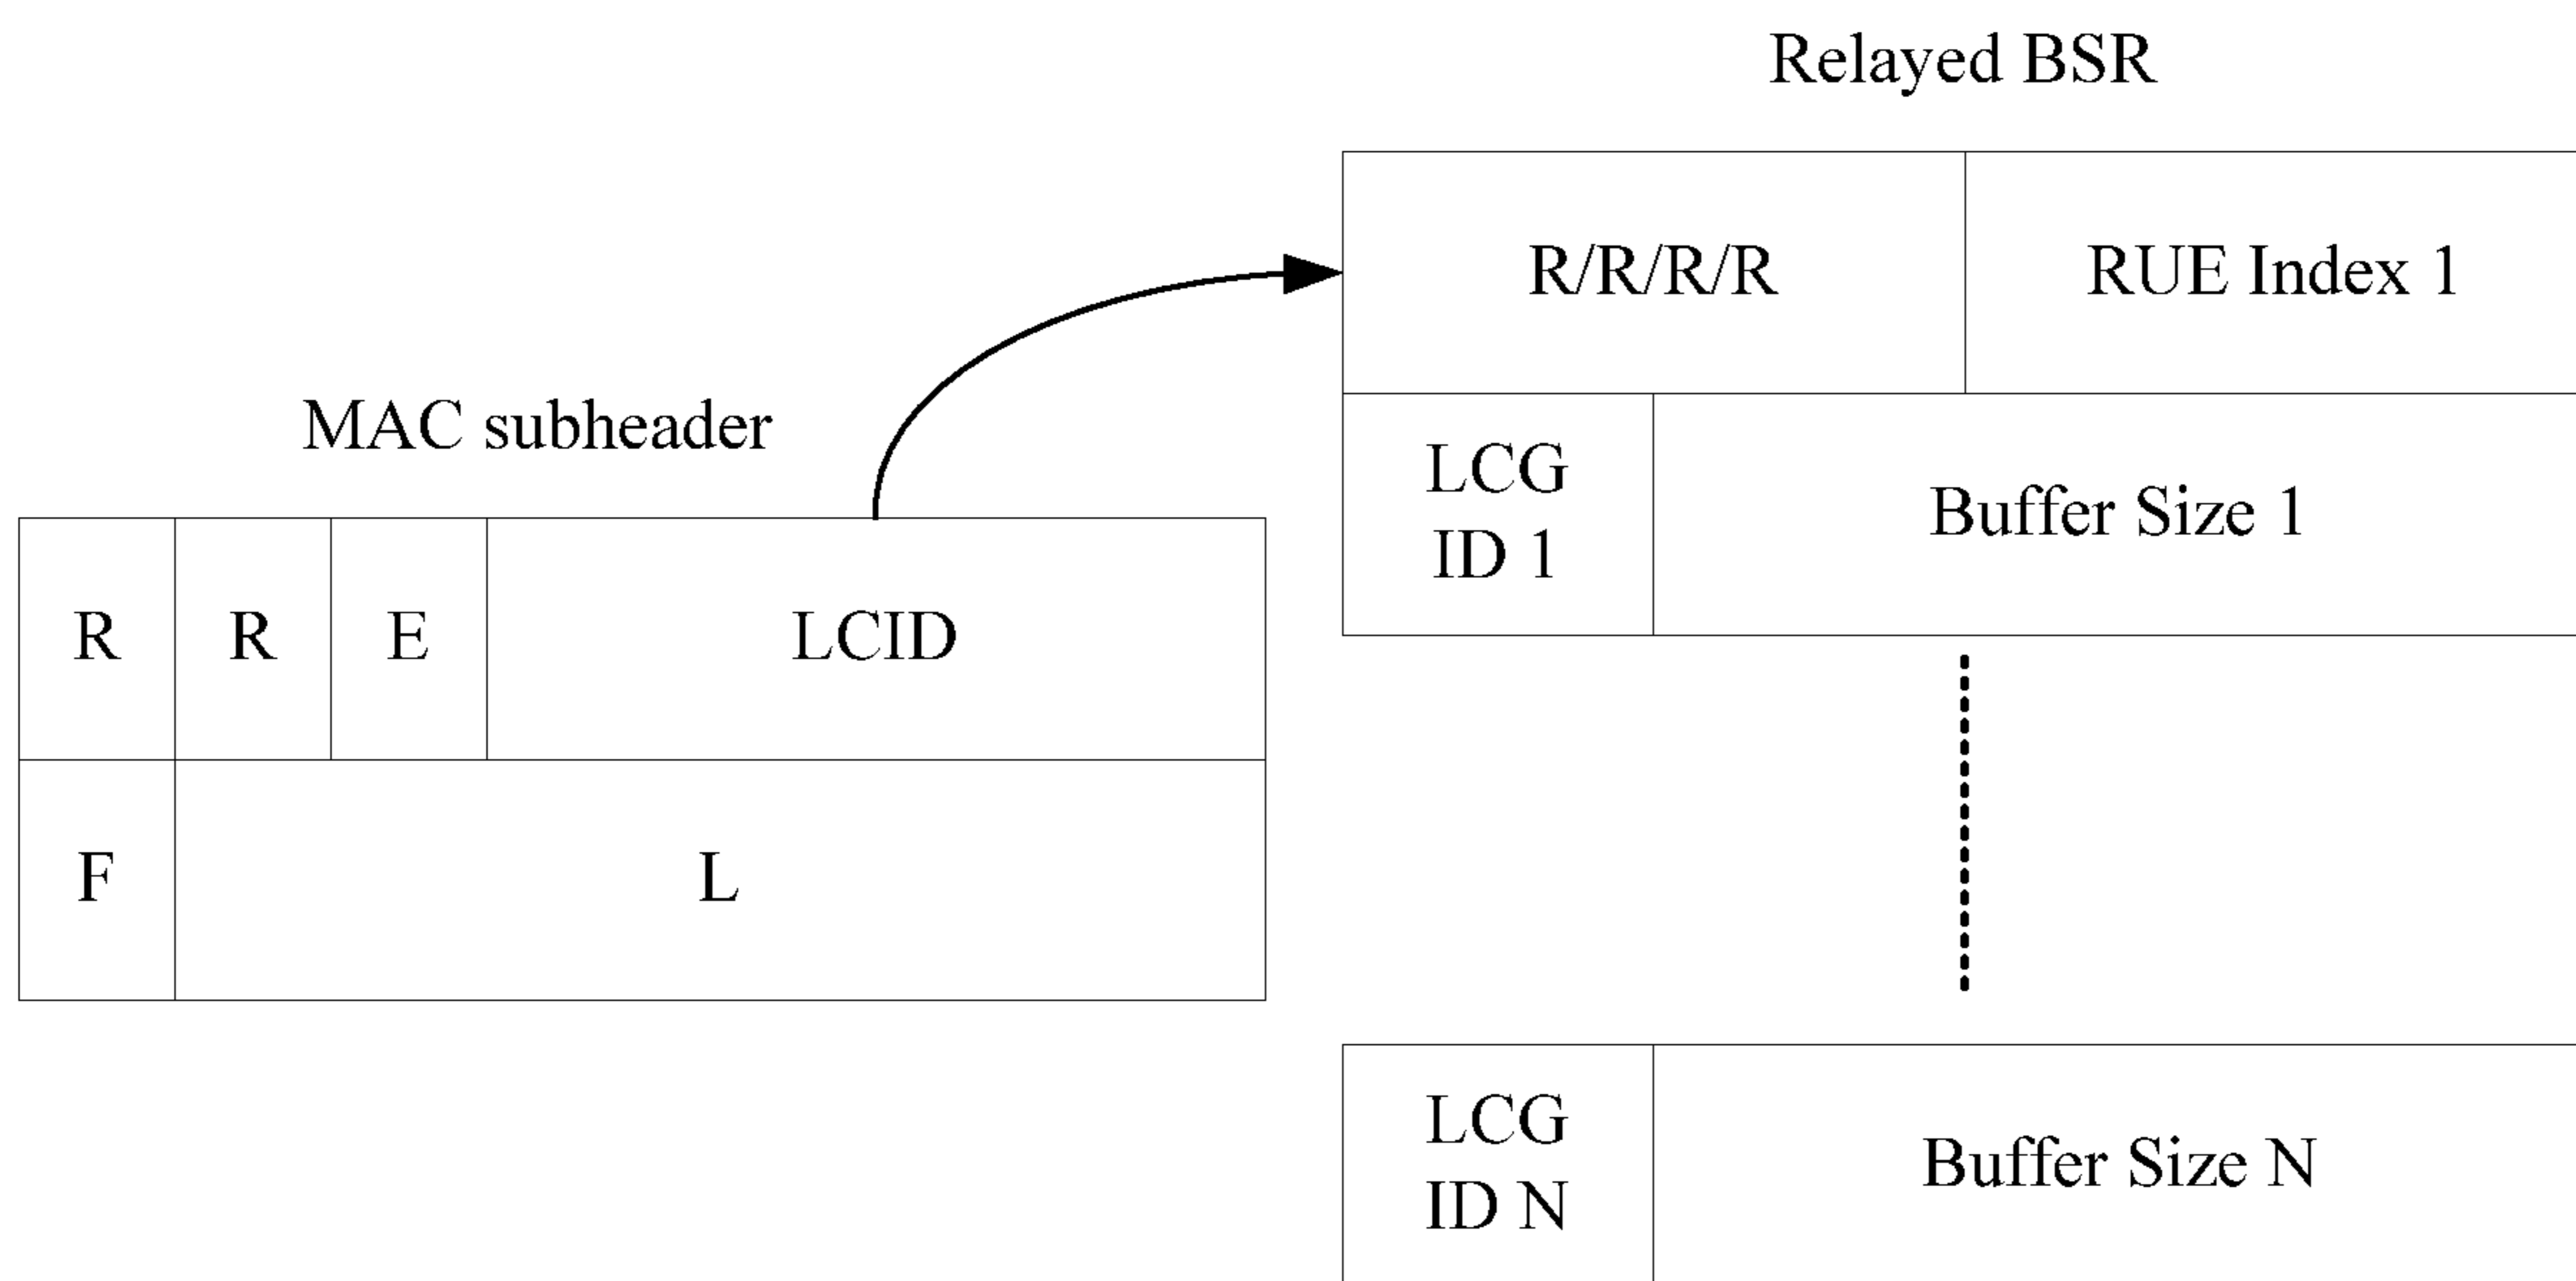 Relayed BSR
R/R/R/R
RUE Index 1
LCG
ID 1
Buffer Size 1
MAC subheader
R
R
E
LCID
F
L
LCG
ID N
Buffer Size N